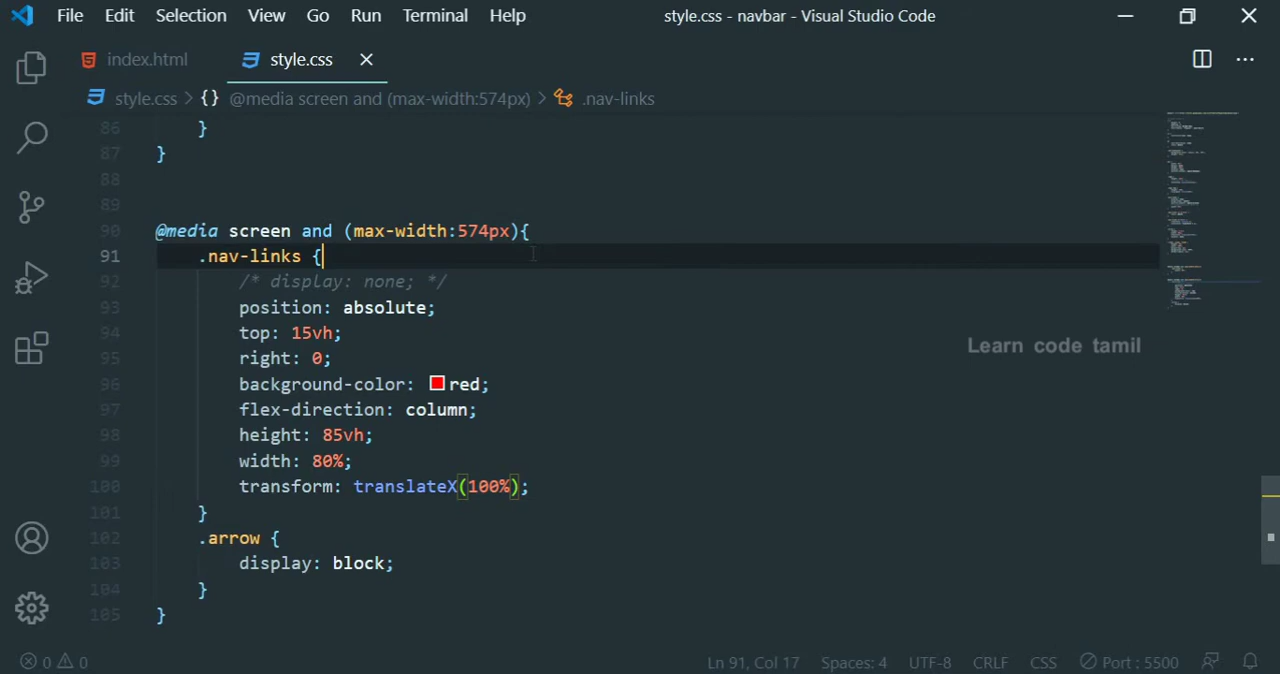 File Edit Selection View Go Run Terminal Help style.css - navbar - Visual Studio Code
index.html style.css
style.css > {} @media screen and (max-width:574px) > .nav-links
86 }
87 }
88
89
90 @media screen and (max-width:574px){
91 .nav-links {
92 /* display: none; */
93 position: absolute;
94 top: 15vh;
95 right: 0;
96 background-color: red;
97 flex-direction: column;
98 height: 85vh;
99 width: 80%;
100 transform: translateX(100%);
101 }
102 .arrow {
103 display: block;
104 }
105 }
Learn code tamil
0 0 Ln 91, Col 17 Spaces: 4 UTF-8 CRLF CSS Port : 5500